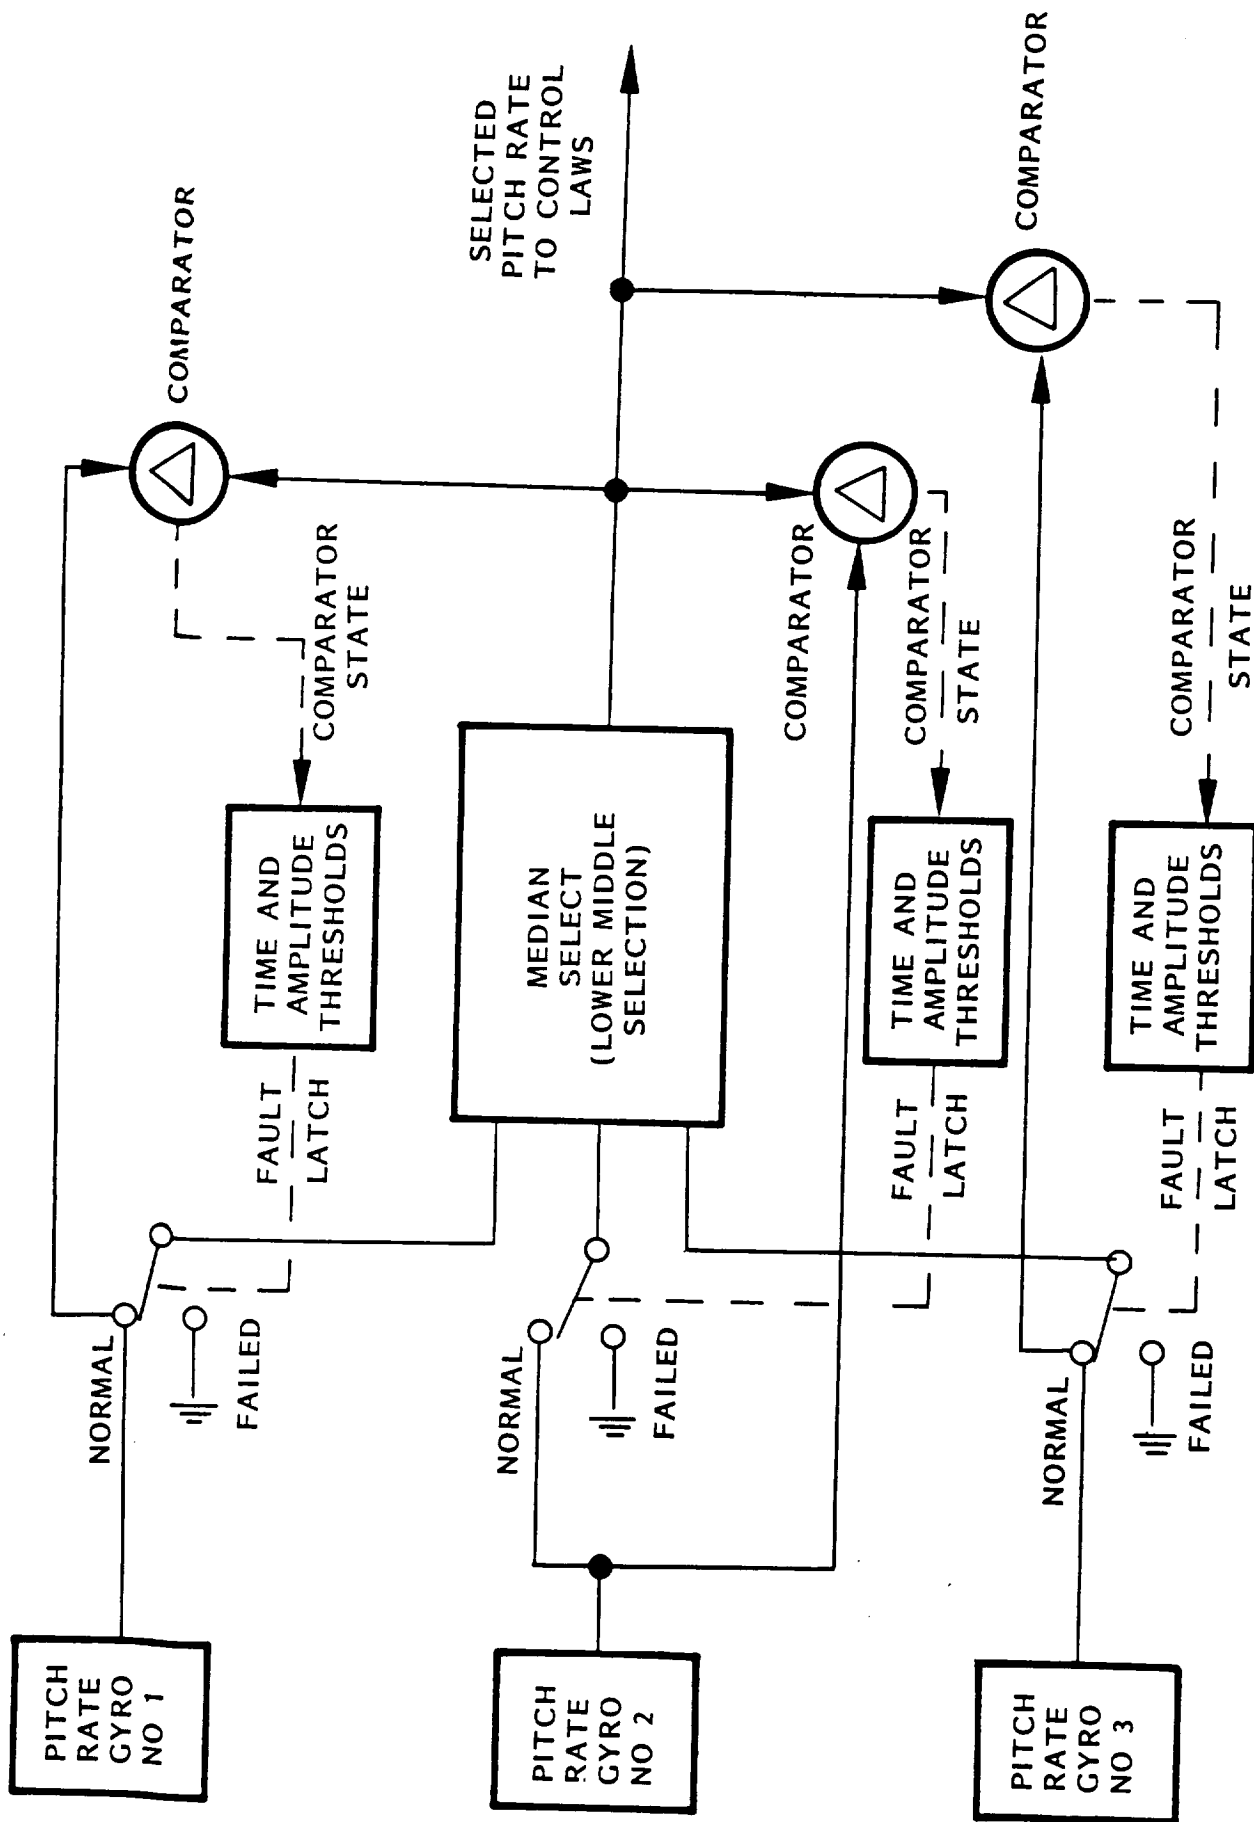 PITCH
RATE
GYRO
NO 1
NORMAL
FAILED
FAULT
LATCH
TIME AND
AMPLITUDE
THRESHOLDS
COMPARATOR
STATE
COMPARATOR
PITCH
RATE
GYRO
NO 2
NORMAL
FAILED
MEDIAN
SELECT
(LOWER MIDDLE
SELECTION)
SELECTED
PITCH RATE
TO CONTROL
LAWS
COMPARATOR
FAULT
LATCH
TIME AND
AMPLITUDE
THRESHOLDS
COMPARATOR
STATE
PITCH
RATE
GYRO
NO 3
NORMAL
FAILED
FAULT
LATCH
TIME AND
AMPLITUDE
THRESHOLDS
COMPARATOR
STATE
COMPARATOR